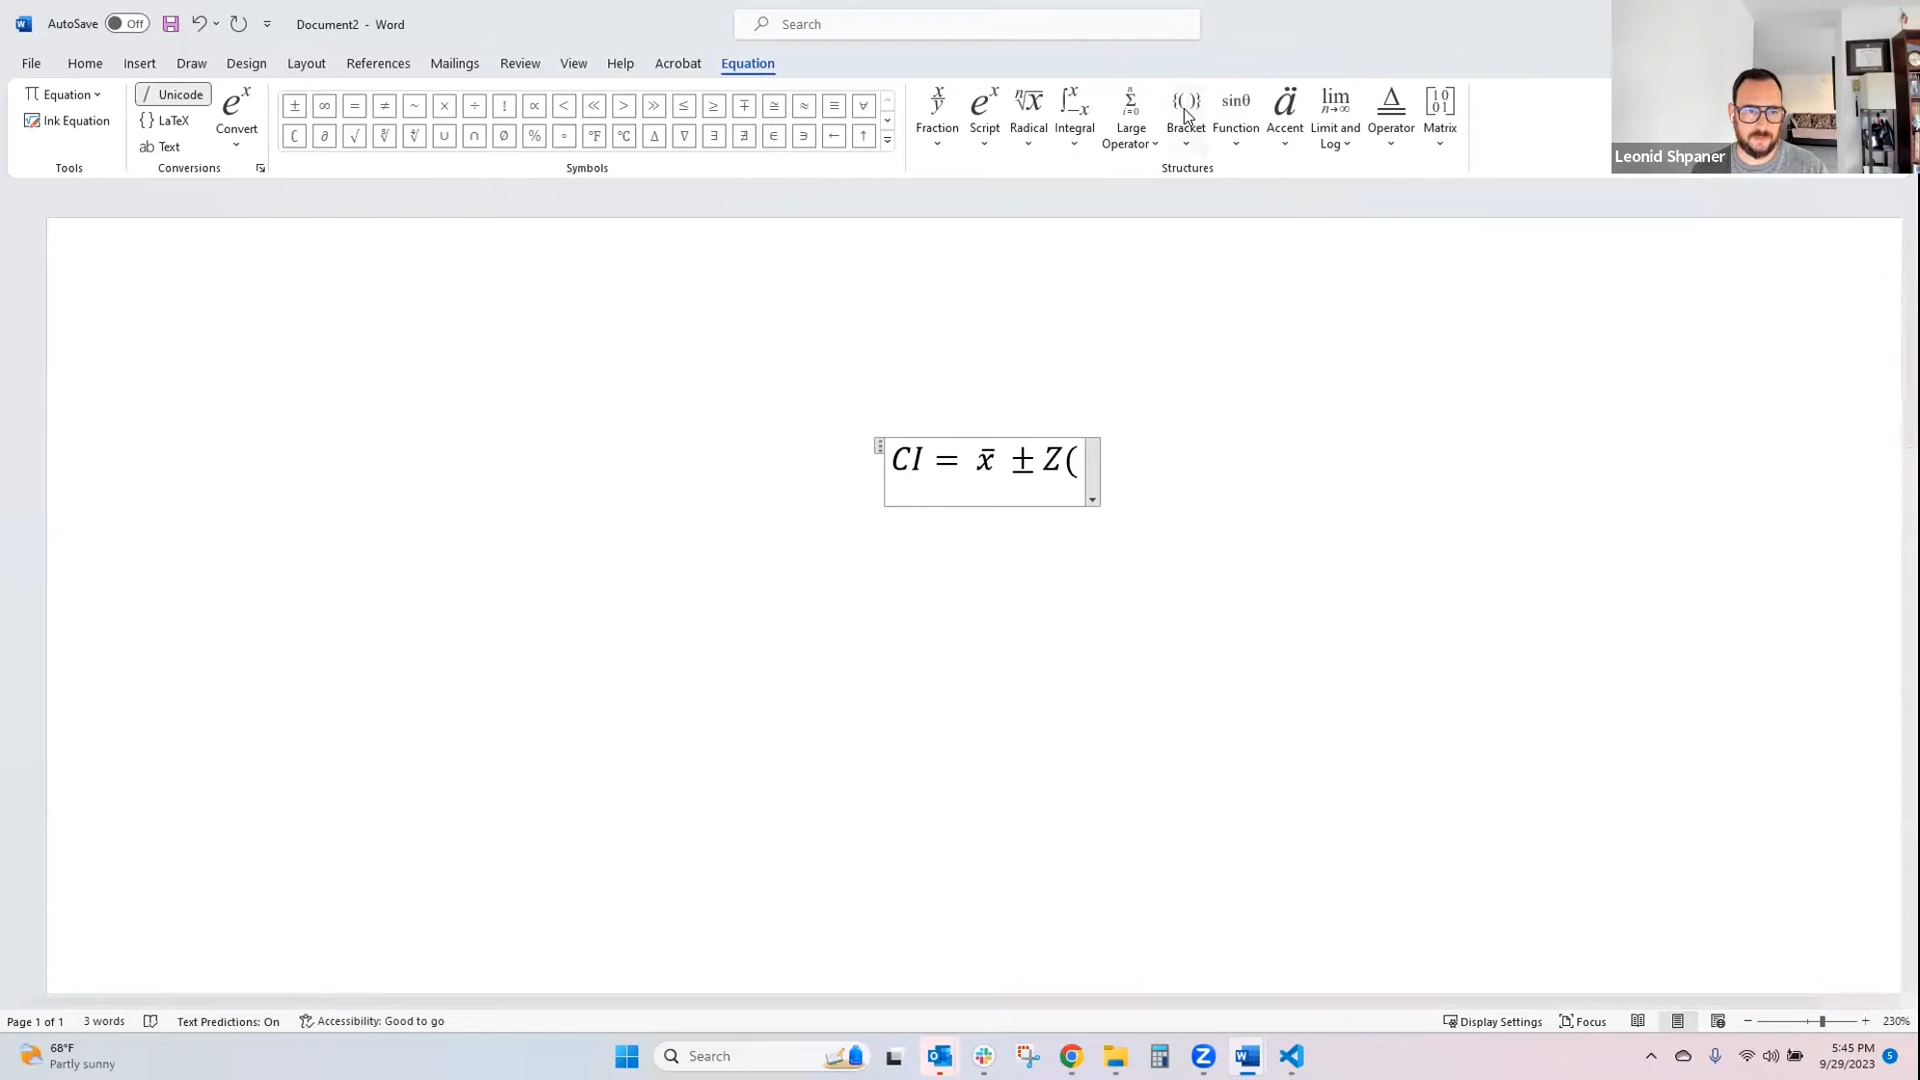 AutoSave Off Document2 - Word Search
File Home Insert Draw Design Layout References Mailings Review View Help Acrobat Equation
π Equation / Unicode
Ink Equation { } LaTeX
ab Text
Convert
± ∞ = ≠ ~ × ÷ ! ∝ < ≪ > ≫ ≤ ≥ ∓ ≅ ≈ ≡ ∀
∁ ∂ √ ∛ ∜ ∪ ∩ ∅ % ° °F °C ∆ ∇ ∃ ∄ ∈ ∋ ← ↑
Fraction Script Radical Integral Large Operator Bracket Function Accent Limit and Log Operator Matrix
Tools Conversions Symbols Structures
Leonid Shpaner
CI = x̄ ± Z(
Page 1 of 1 3 words Text Predictions: On Accessibility: Good to go Display Settings Focus 230%
68°F
Partly sunny
Search
5:45 PM
9/29/2023
5